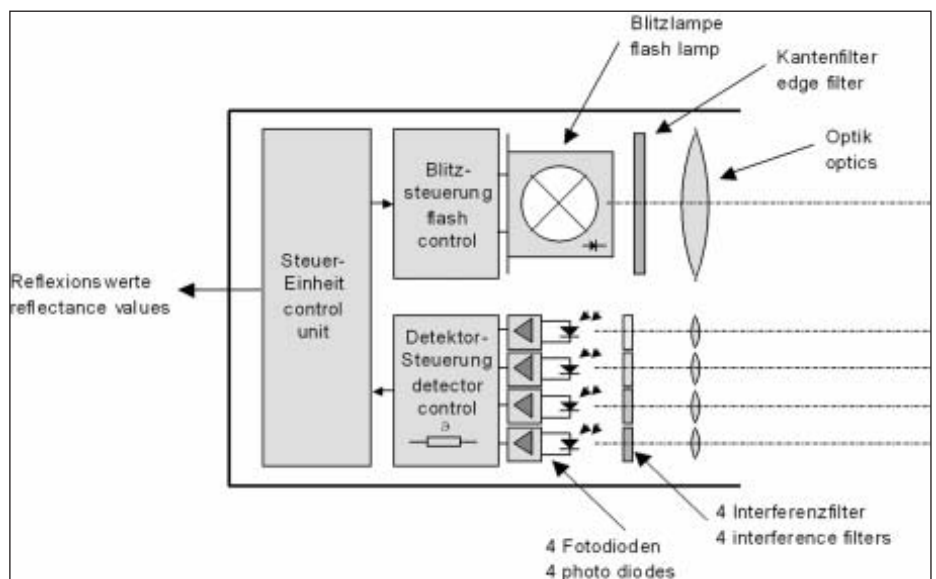 Blitzlampe
flash lamp
Kantenfilter
edge filter
Optik
optics
Blitz-
steuerung
flash
control
Steuer-
Einheit
control
unit
Reflexionswerte
reflectance values
Detektor-
Steuerung
detector
control
ϑ
4 Interferenzfilter
4 interference filters
4 Fotodioden
4 photo diodes